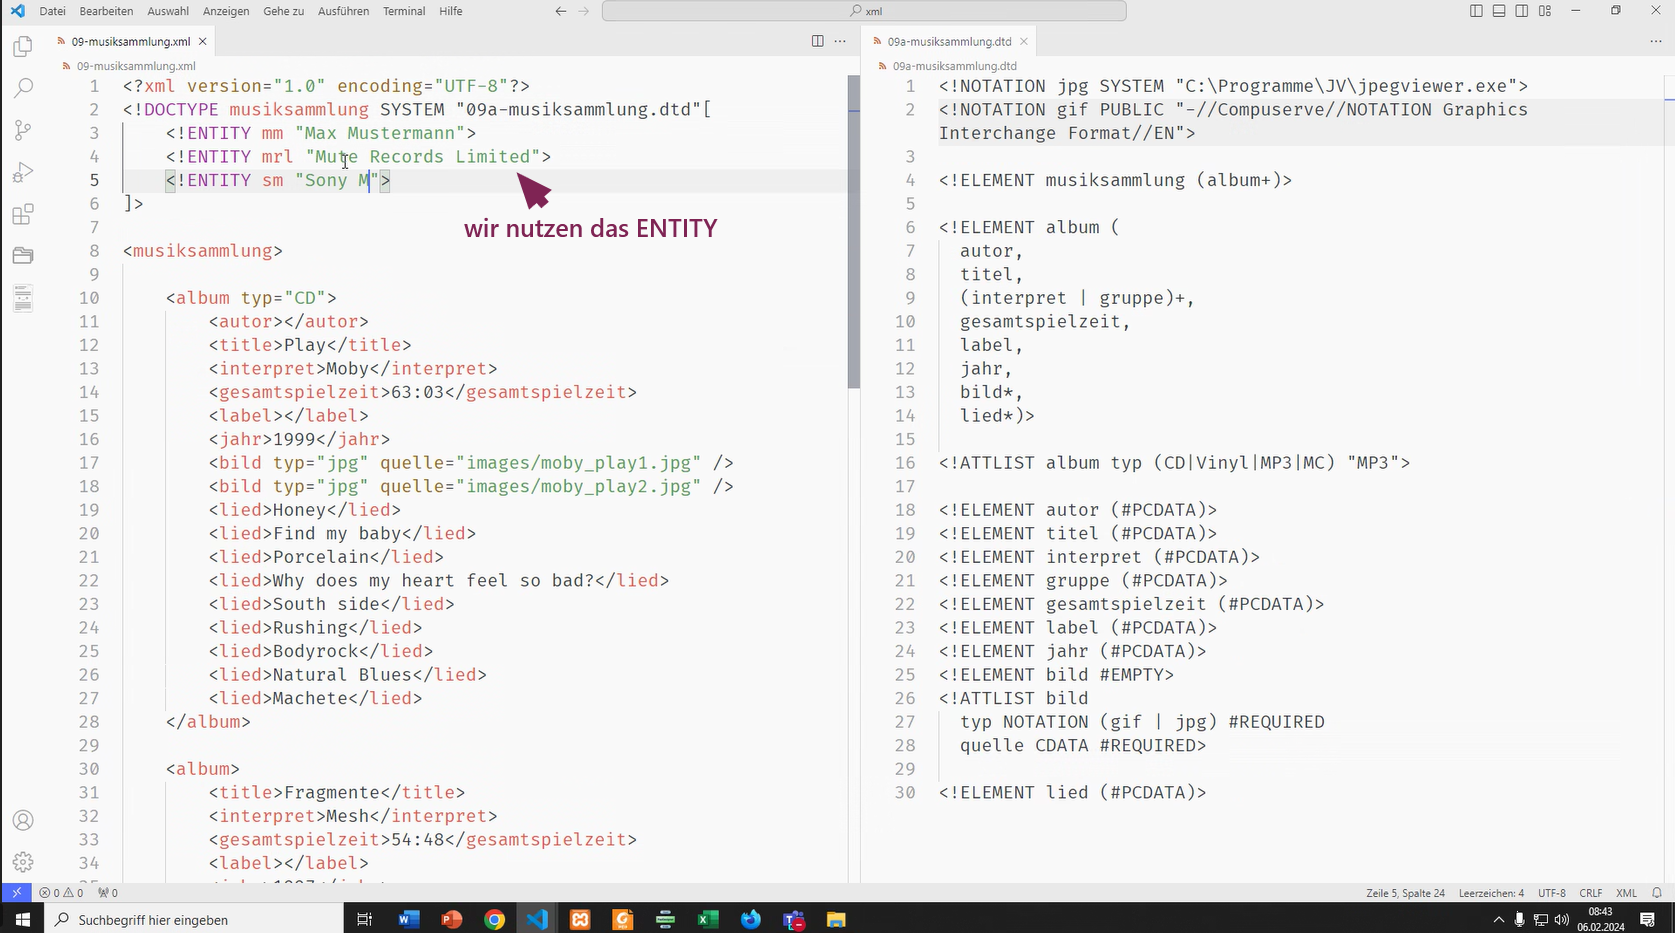 Datei Bearbeiten Auswahl Anzeigen Gehe zu Ausführen Terminal Hilfe
xml
09-musiksammlung.xml
09-musiksammlung.xml
1 <?xml version="1.0" encoding="UTF-8"?>
2 <!DOCTYPE musiksammlung SYSTEM "09a-musiksammlung.dtd"[
3 <!ENTITY mm "Max Mustermann">
4 <!ENTITY mrl "Mute Records Limited">
5 <!ENTITY sm "Sony M">
6 ]>
wir nutzen das ENTITY
7
8 <musiksammlung>
9
10 <album typ="CD">
11 <autor></autor>
12 <title>Play</title>
13 <interpret>Moby</interpret>
14 <gesamtspielzeit>63:03</gesamtspielzeit>
15 <label></label>
16 <jahr>1999</jahr>
17 <bild typ="jpg" quelle="images/moby_play1.jpg" />
18 <bild typ="jpg" quelle="images/moby_play2.jpg" />
19 <lied>Honey</lied>
20 <lied>Find my baby</lied>
21 <lied>Porcelain</lied>
22 <lied>Why does my heart feel so bad?</lied>
23 <lied>South side</lied>
24 <lied>Rushing</lied>
25 <lied>Bodyrock</lied>
26 <lied>Natural Blues</lied>
27 <lied>Machete</lied>
28 </album>
29
30 <album>
31 <title>Fragmente</title>
32 <interpret>Mesh</interpret>
33 <gesamtspielzeit>54:48</gesamtspielzeit>
34 <label></label>
09a-musiksammlung.dtd
09a-musiksammlung.dtd
1 <!NOTATION jpg SYSTEM "C:\Programme\JV\jpegviewer.exe">
2 <!NOTATION gif PUBLIC "-//Compuserve//NOTATION Graphics
Interchange Format//EN">
3
4 <!ELEMENT musiksammlung (album+)>
5
6 <!ELEMENT album (
7 autor,
8 titel,
9 (interpret | gruppe)+,
10 gesamtspielzeit,
11 label,
12 jahr,
13 bild*,
14 lied*)>
15
16 <!ATTLIST album typ (CD|Vinyl|MP3|MC) "MP3">
17
18 <!ELEMENT autor (#PCDATA)>
19 <!ELEMENT titel (#PCDATA)>
20 <!ELEMENT interpret (#PCDATA)>
21 <!ELEMENT gruppe (#PCDATA)>
22 <!ELEMENT gesamtspielzeit (#PCDATA)>
23 <!ELEMENT label (#PCDATA)>
24 <!ELEMENT jahr (#PCDATA)>
25 <!ELEMENT bild #EMPTY>
26 <!ATTLIST bild
27 typ NOTATION (gif | jpg) #REQUIRED
28 quelle CDATA #REQUIRED>
29
30 <!ELEMENT lied (#PCDATA)>
0 0 0
Zeile 5, Spalte 24 Leerzeichen: 4 UTF-8 CRLF XML
Suchbegriff hier eingeben
08:43
06.02.2024